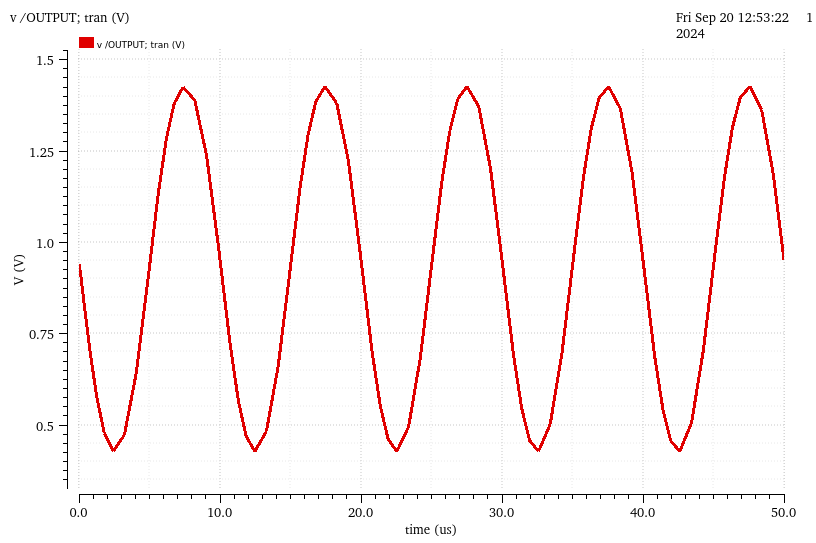 v /OUTPUT; tran (V)
Fri Sep 20 12:53:22 1
2024
v /OUTPUT; tran (V)
1.5
1.25
1.0
0.75
0.5
V (V)
0.0 10.0 20.0 30.0 40.0 50.0
time (us)